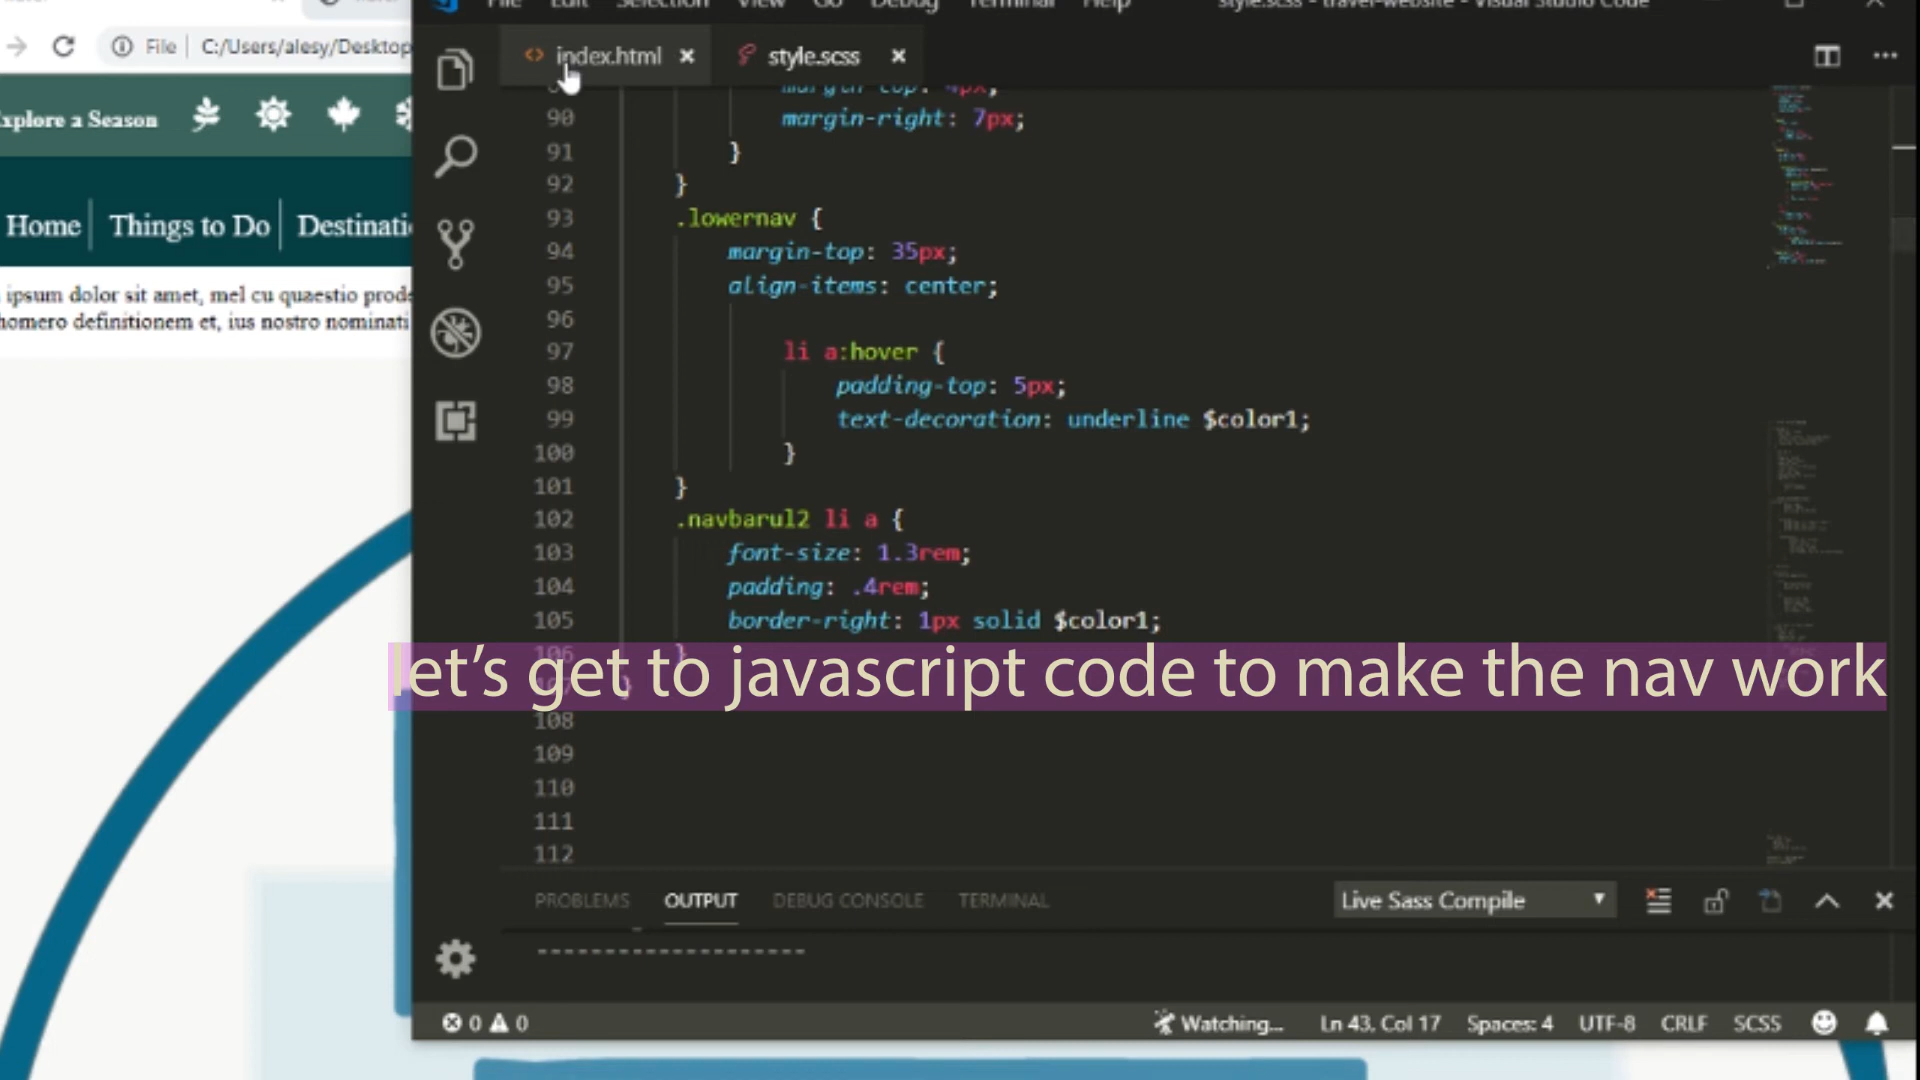 File Edit Selection View Go Debug Terminal Help
style.scss - travel-website - Visual Studio Code
File C:/Users/alesy/Desktop
index.html
style.scss
xplore a Season
Home Things to Do Destinati
ipsum dolor sit amet, mel cu quaestio prode
homero definitionem et, ius nostro nominati
margin-top: 4px;
90 margin-right: 7px;
91 }
92 }
93 .lowernav {
94 margin-top: 35px;
95 align-items: center;
96
97 li a:hover {
98 padding-top: 5px;
99 text-decoration: underline $color1;
100 }
101 }
102 .navbarul2 li a {
103 font-size: 1.3rem;
104 padding: .4rem;
105 border-right: 1px solid $color1;
106 }
let’s get to javascript code to make the nav work
107 }
108
109
110
111
112
PROBLEMS OUTPUT DEBUG CONSOLE TERMINAL Live Sass Compile
--------------------
0 0 Watching... Ln 43, Col 17 Spaces: 4 UTF-8 CRLF SCSS